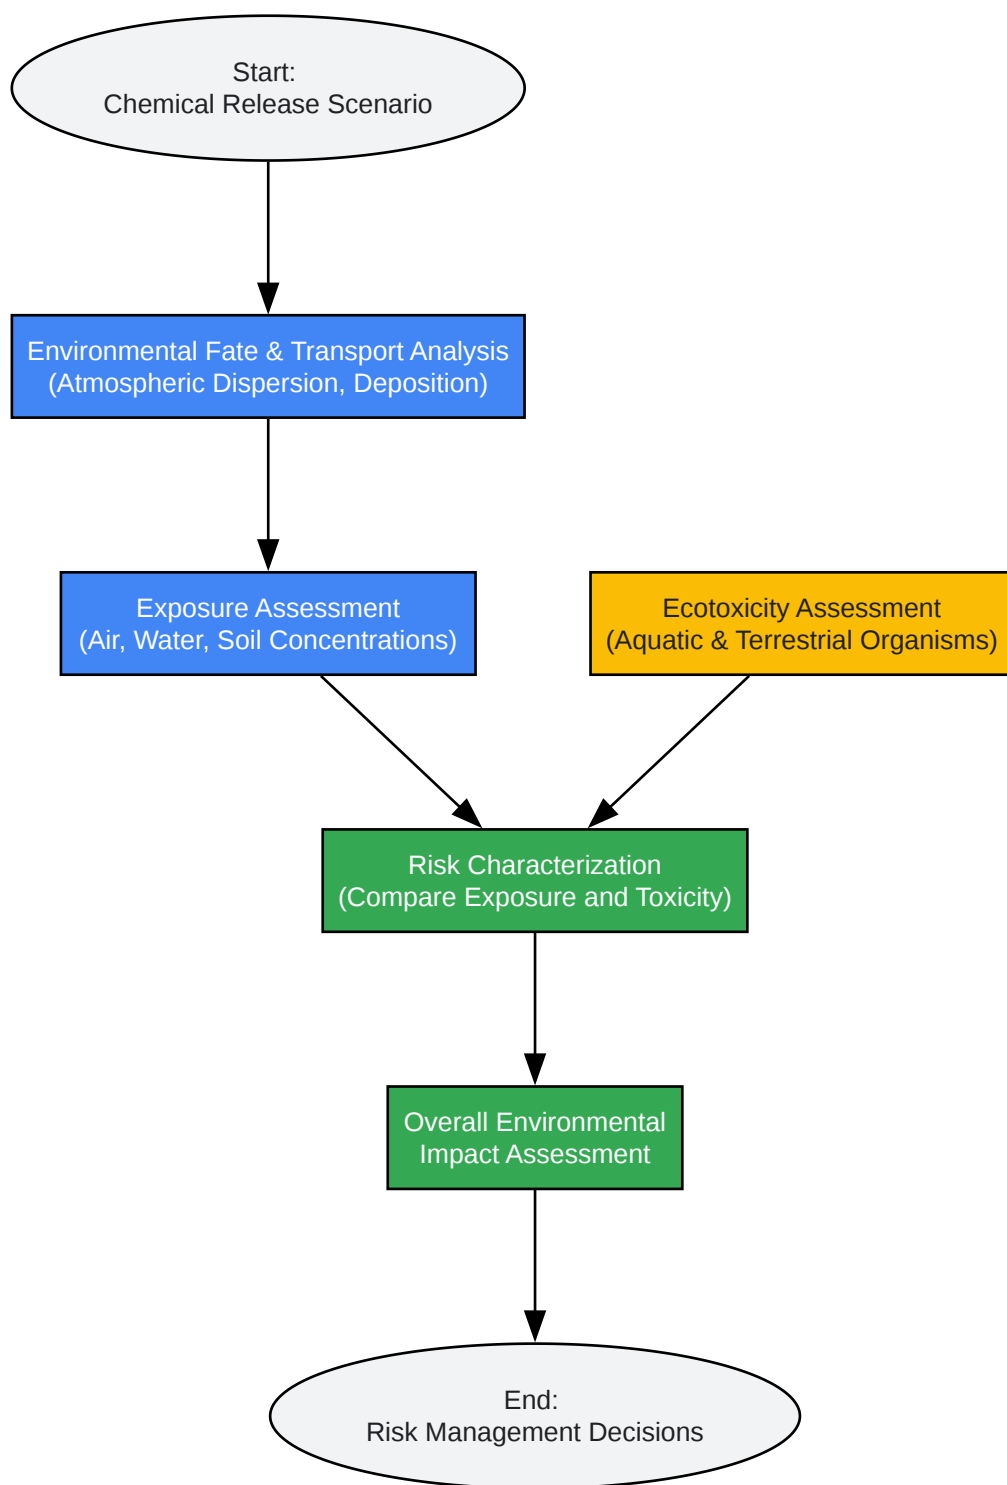 Start:
Chemical Release Scenario
Environmental Fate & Transport Analysis
(Atmospheric Dispersion, Deposition)
Exposure Assessment
(Air, Water, Soil Concentrations)
Ecotoxicity Assessment
(Aquatic & Terrestrial Organisms)
Risk Characterization
(Compare Exposure and Toxicity)
Overall Environmental
Impact Assessment
End:
Risk Management Decisions